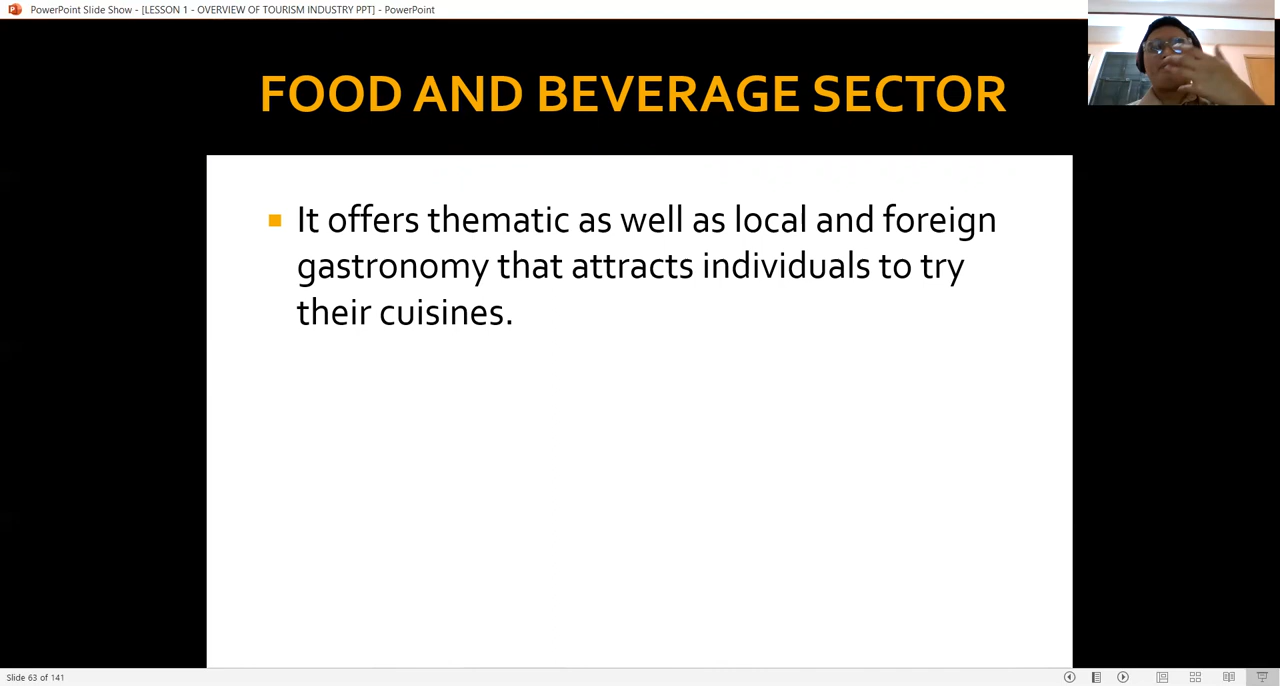 PowerPoint Slide Show - [LESSON 1 - OVERVIEW OF TOURISM INDUSTRY PPT] - PowerPoint
FOOD AND BEVERAGE SECTOR
It offers thematic as well as local and foreign
gastronomy that attracts individuals to try
their cuisines.
Slide 63 of 141